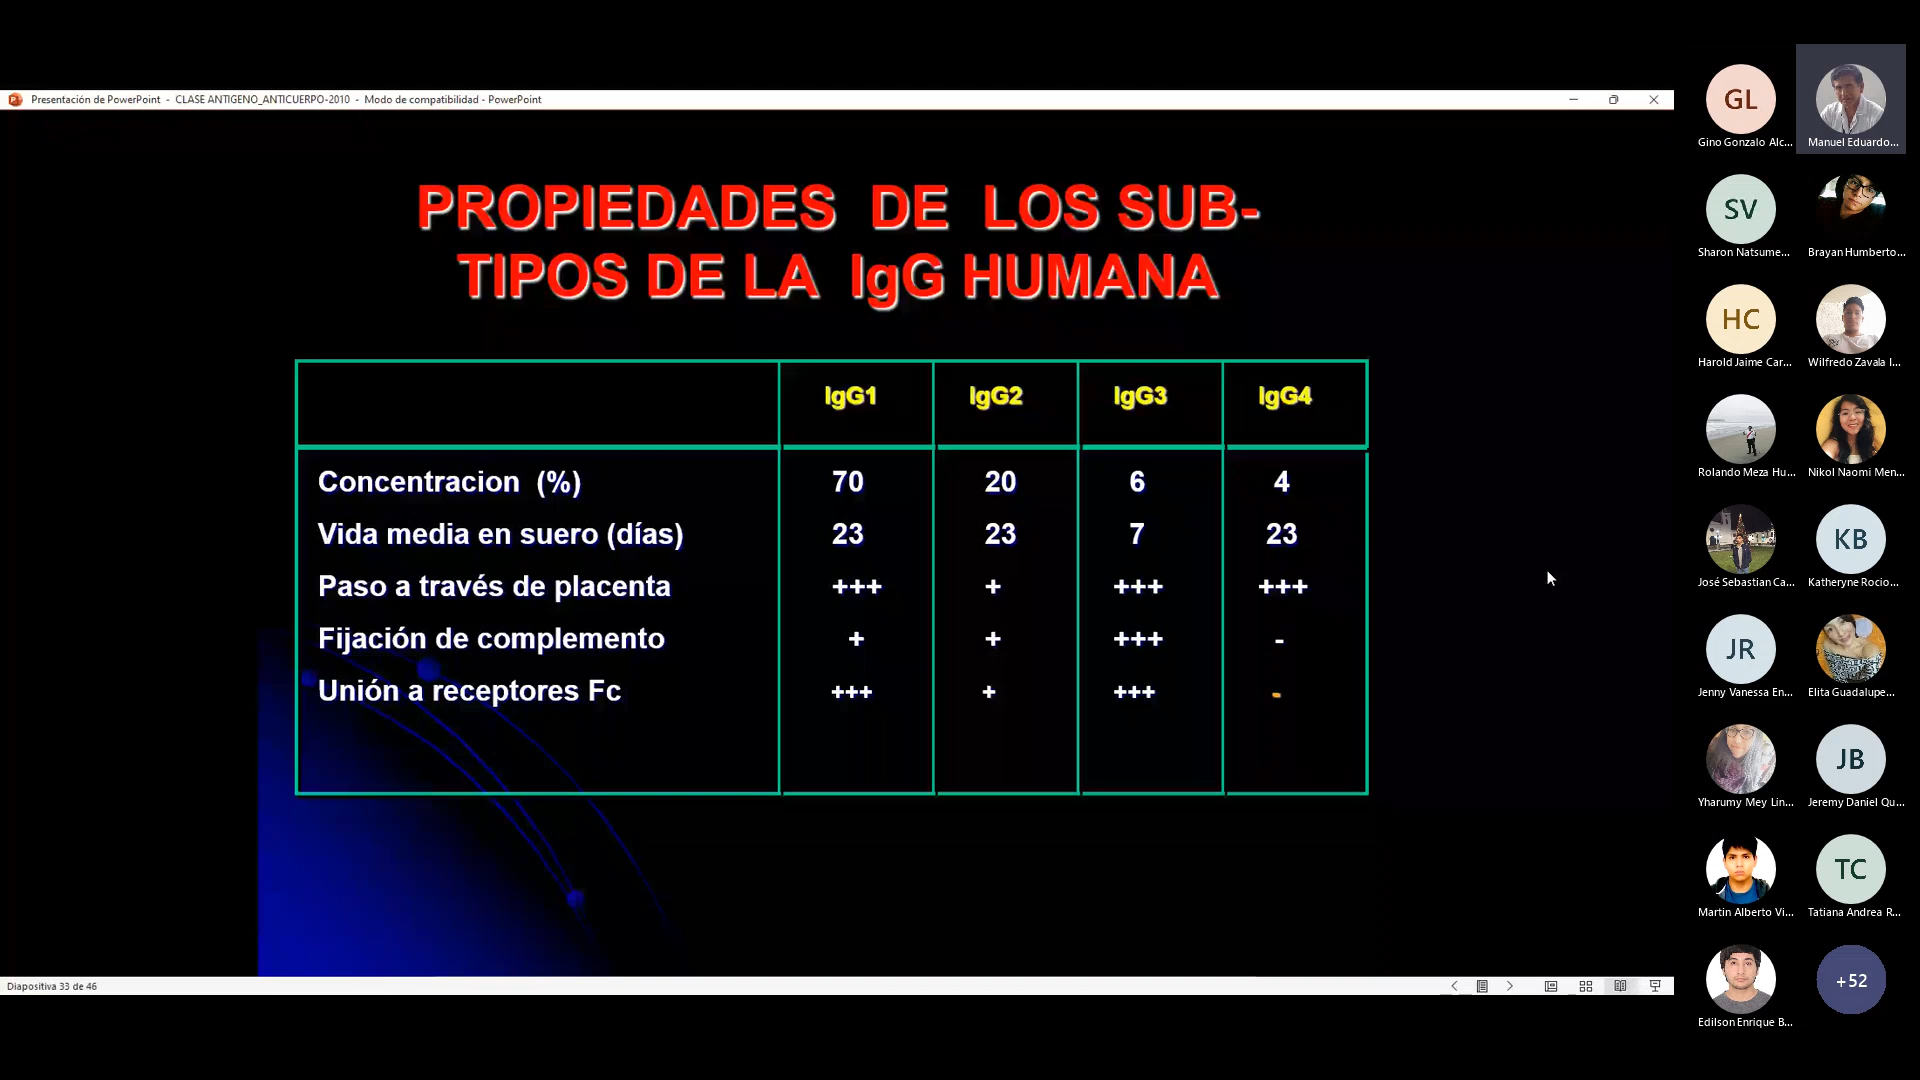 Presentación de PowerPoint - CLASE ANTIGENO_ANTICUERPO-2010 - Modo de compatibilidad - PowerPoint
PROPIEDADES DE LOS SUB-
TIPOS DE LA IgG HUMANA
IgG1 IgG2 IgG3 IgG4
Concentracion (%) 70 20 6 4
Vida media en suero (días) 23 23 7 23
Paso a través de placenta +++ + +++ +++
Fijación de complemento + + +++ -
Unión a receptores Fc +++ + +++ -
Diapositiva 33 de 46
GL
Gino Gonzalo Alc...
Manuel Eduardo...
SV
Sharon Natsume...
Brayan Humberto...
HC
Harold Jaime Car...
Wilfredo Zavala I...
Rolando Meza Hu...
Nikol Naomi Men...
José Sebastian Ca...
KB
Katheryne Rocio...
JR
Jenny Vanessa En...
Elita Guadalupe...
Yharumy Mey Lin...
JB
Jeremy Daniel Qu...
Martin Alberto Vi...
TC
Tatiana Andrea R...
Edilson Enrique B...
+52